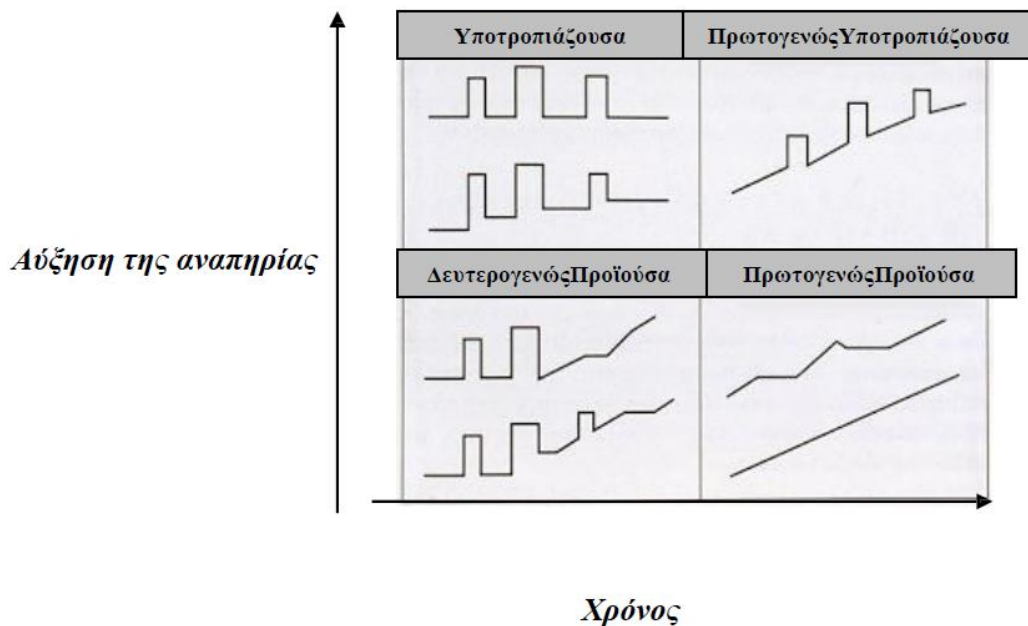 Υποτροπιάζουσα
ΠρωτογενώςΥποτροπιάζουσα
Αύξηση της αναπηρίας
ΔευτερογενώςΠροϊούσα
ΠρωτογενώςΠροϊούσα
Χρόνος